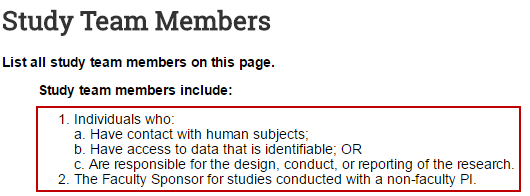 Study Team Members
List all study team members on this page.
Study team members include:
1. Individuals who:
a. Have contact with human subjects;
b. Have access to data that is identifiable; OR
c. Are responsible for the design, conduct, or reporting of the research.
2. The Faculty Sponsor for studies conducted with a non-faculty PI.